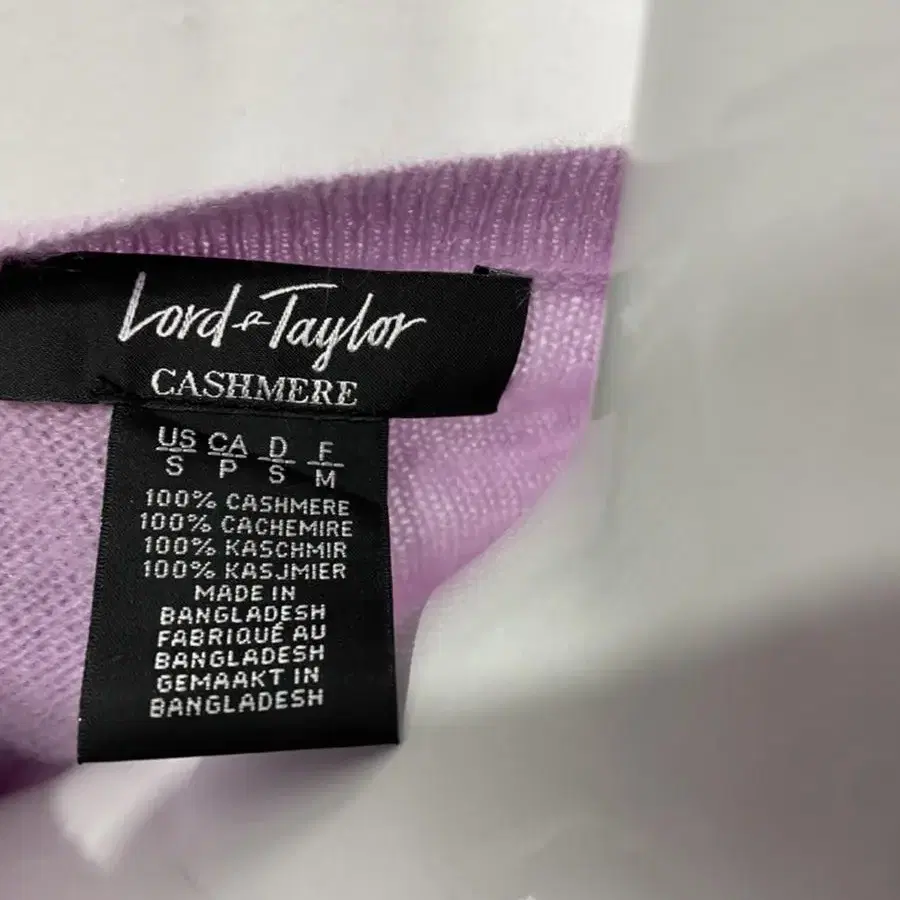 Lord & Taylor
CASHMERE
US CA D F
S P S M
100% CASHMERE
100% CACHEMIRE
100% KASCHMIR
100% KASJMIER
MADE IN
BANGLADESH
FABRIQUÉ AU
BANGLADESH
GEMAAKT IN
BANGLADESH